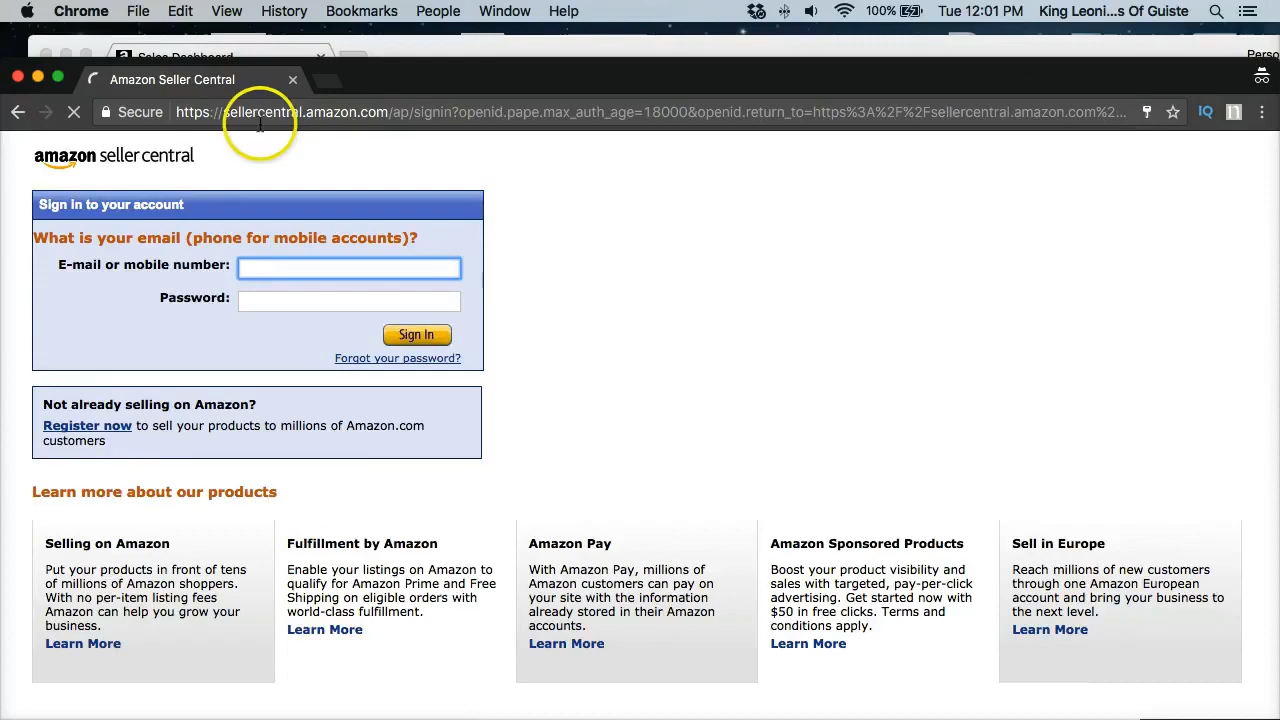 Chrome File Edit View History Bookmarks People Window Help 100% Tue 12:01 PM King Leoni...s Of Guiste
Sales Dashboard
Perso
Amazon Seller Central
Secure https://sellercentral.amazon.com/ap/signin?openid.pape.max_auth_age=18000&openid.return_to=https%3A%2F%2Fsellercentral.amazon.com%2...
amazon seller central
Sign in to your account
What is your email (phone for mobile accounts)?
E-mail or mobile number:
Password:
Sign In
Forgot your password?
Not already selling on Amazon?
Register now to sell your products to millions of Amazon.com
customers
Learn more about our products
Selling on Amazon
Put your products in front of tens
of millions of Amazon shoppers.
With no per-item listing fees
Amazon can help you grow your
business.
Learn More
Fulfillment by Amazon
Enable your listings on Amazon to
qualify for Amazon Prime and Free
Shipping on eligible orders with
world-class fulfillment.
Learn More
Amazon Pay
With Amazon Pay, millions of
Amazon customers can pay on
your site with the information
already stored in their Amazon
accounts.
Learn More
Amazon Sponsored Products
Boost your product visibility and
sales with targeted, pay-per-click
advertising. Get started now with
$50 in free clicks. Terms and
conditions apply.
Learn More
Sell in Europe
Reach millions of new customers
through one Amazon European
account and bring your business to
the next level.
Learn More